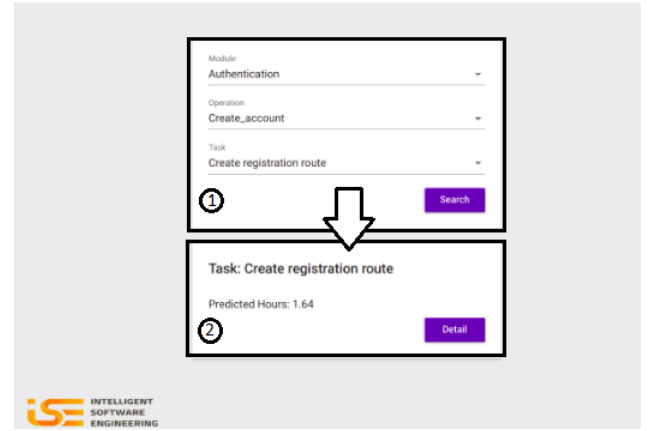 Module
Authentication
Operation
Create_account
Task
Create registration route
1
Search
Task: Create registration route
Predicted Hours: 1.64
2
Detail
iSE
INTELLIGENT
SOFTWARE
ENGINEERING